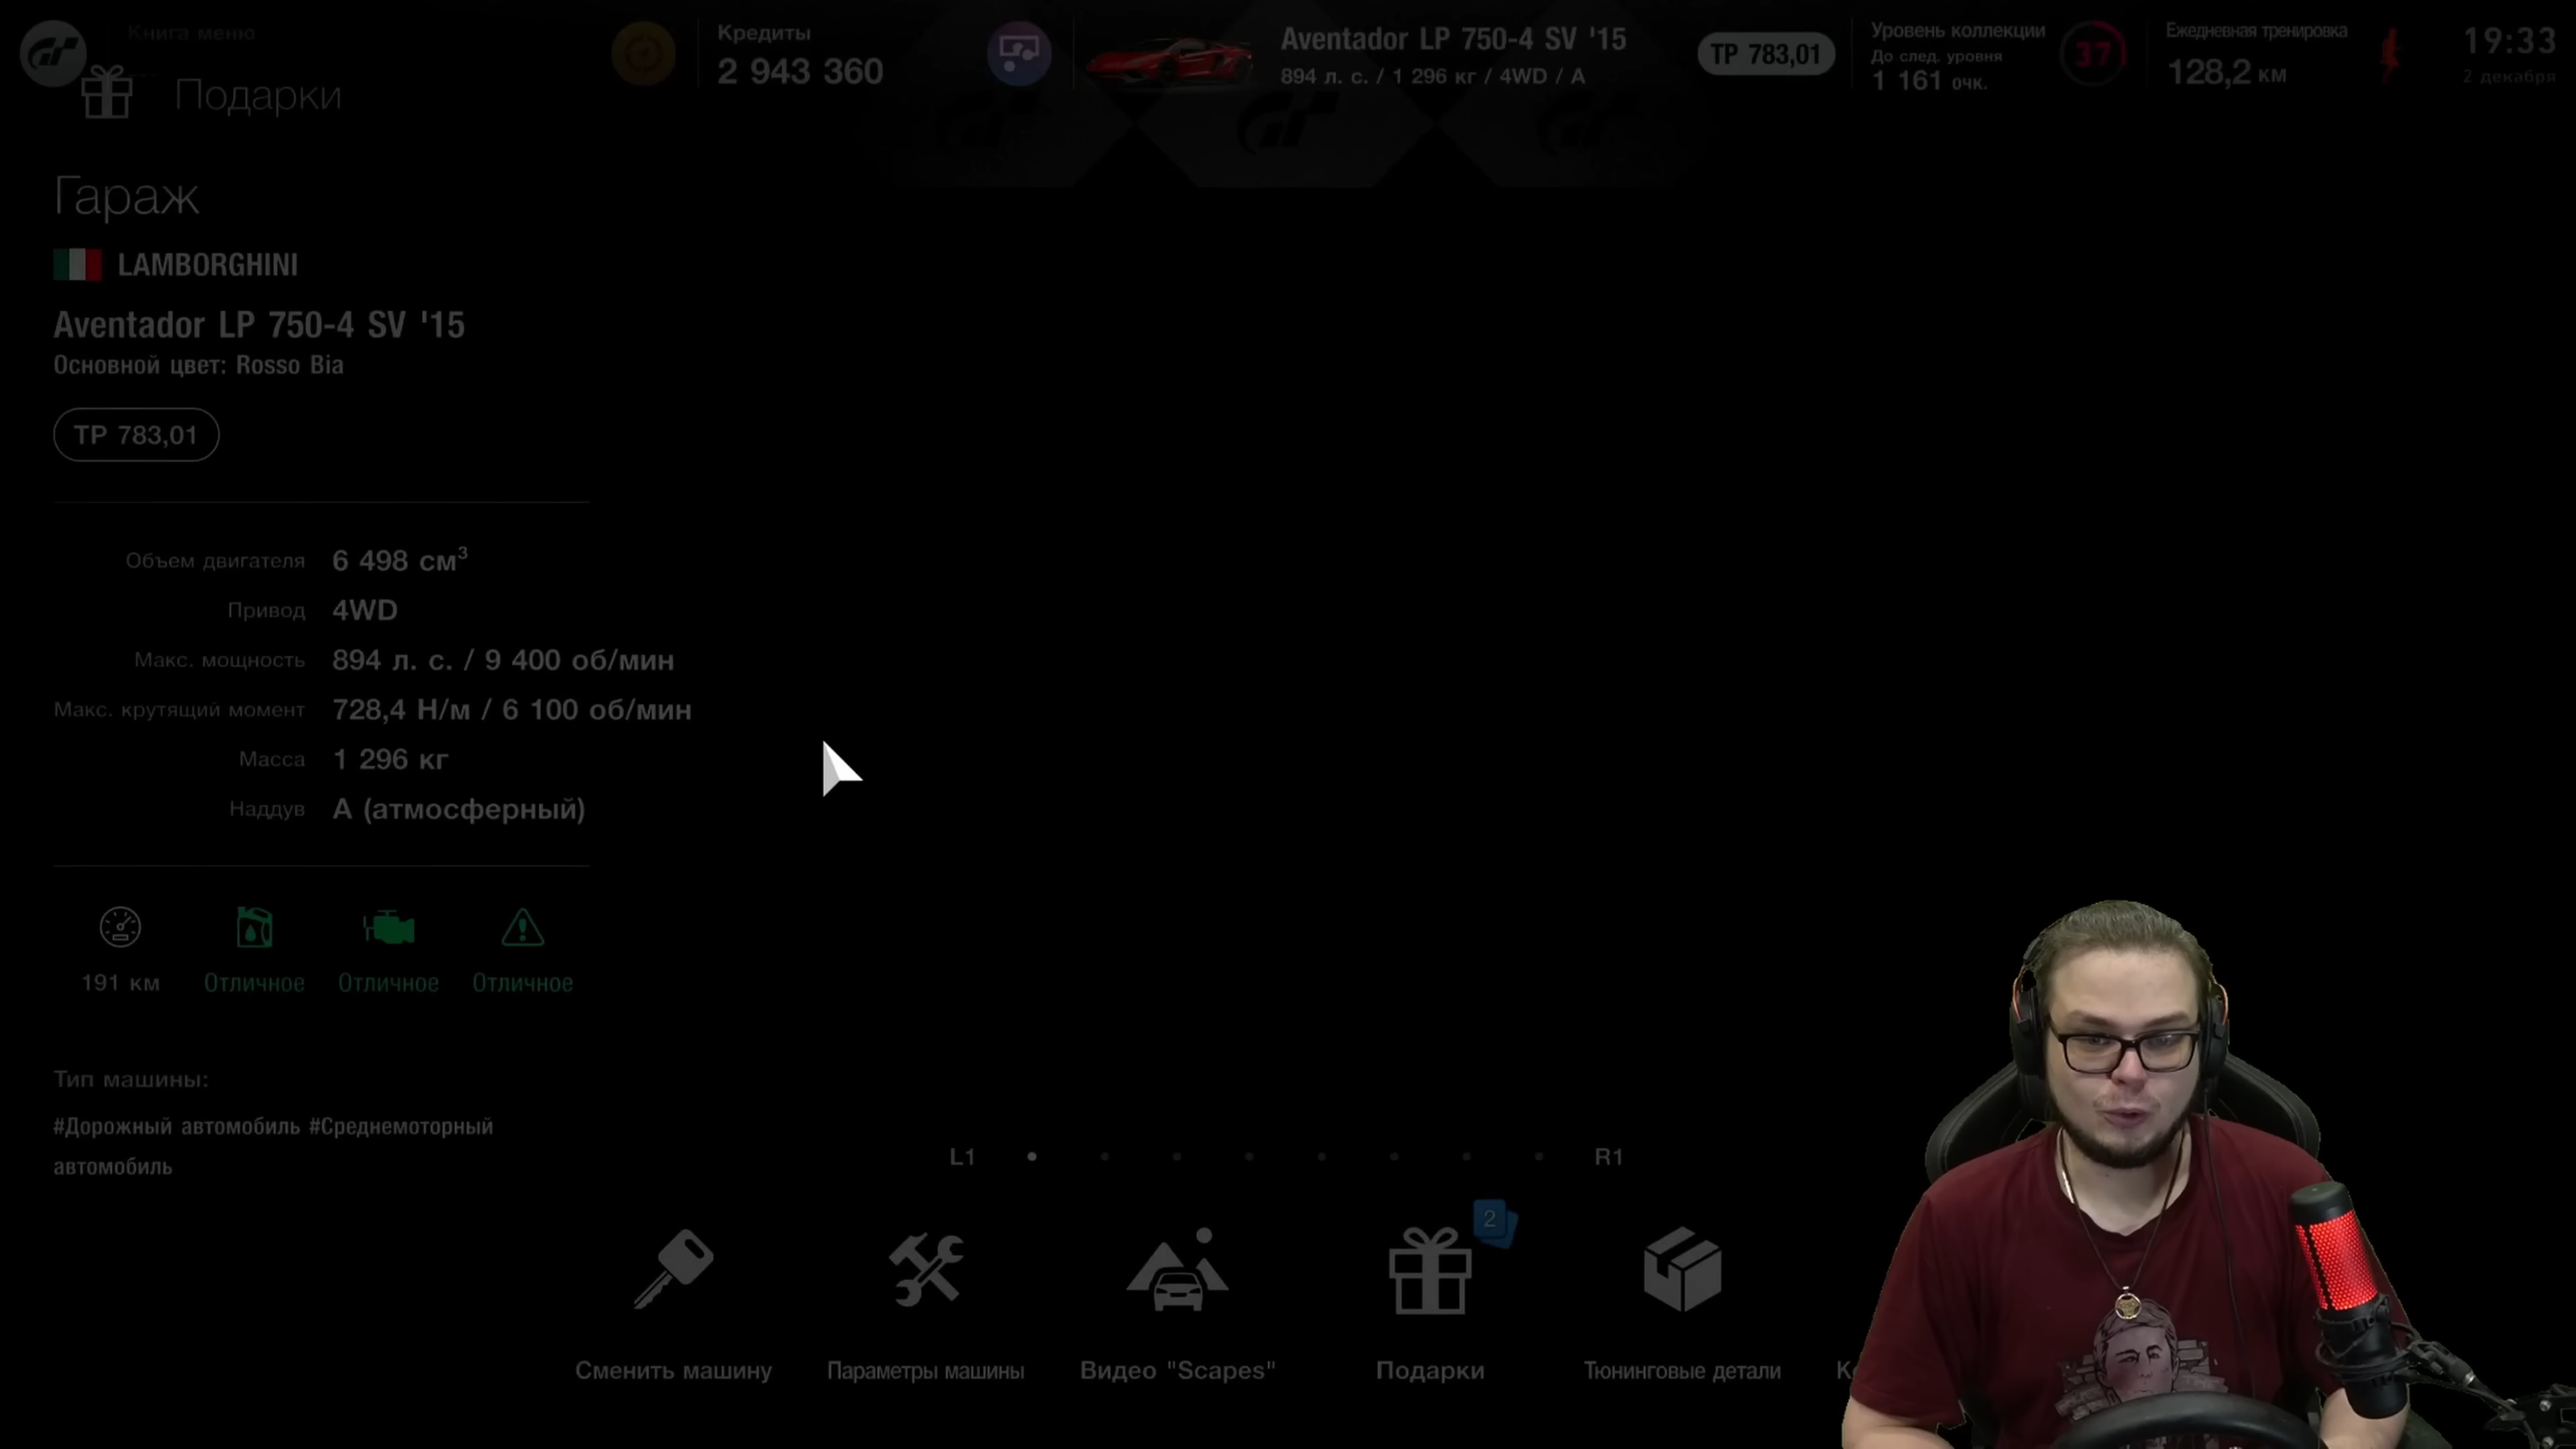 Книга меню
Подарки
Кредиты
2 943 360
Aventador LP 750-4 SV '15
894 л. с. / 1 296 кг / 4WD / A
TP 783,01
Уровень коллекции
До след. уровня
1 161 очк.
37
Ежедневная тренировка
128,2 км
19:33
2 декабря
Гараж
LAMBORGHINI
Aventador LP 750-4 SV '15
Основной цвет: Rosso Bia
TP 783,01
Объем двигателя 6 498 см³
Привод 4WD
Макс. мощность 894 л. с. / 9 400 об/мин
Макс. крутящий момент 728,4 Н/м / 6 100 об/мин
Масса 1 296 кг
Наддув А (атмосферный)
191 км Отличное Отличное Отличное
Тип машины:
#Дорожный автомобиль #Среднемоторный
автомобиль
L1 R1
2
Сменить машину Параметры машины Видео "Scapes" Подарки Тюнинговые детали